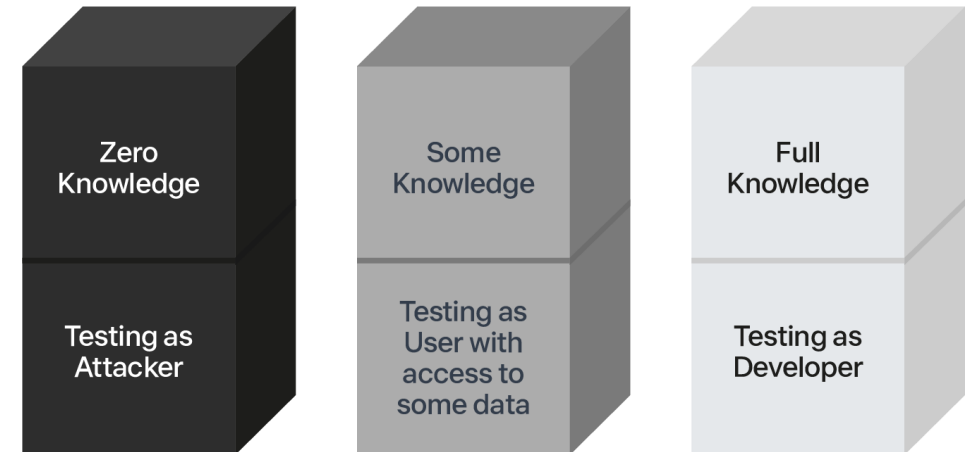 Zero
Knowledge
Testing as
Attacker
Some
Knowledge
Testing as
User with
access to
some data
Full
Knowledge
Testing as
Developer